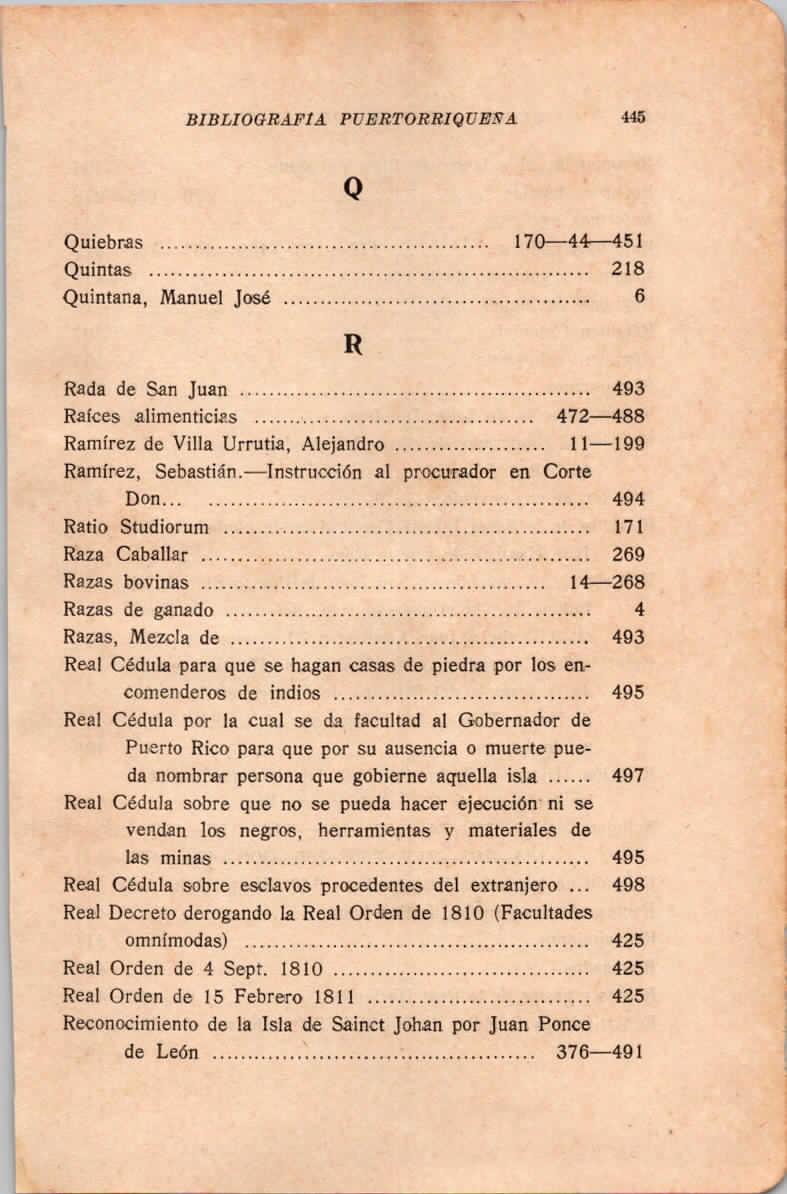 BIBLIOGRAFÍA PUERTORRIQUEÑA 445
Q
Quiebras ............................................. 170—44—451
Quintas ............................................................ 218
Quintana, Manuel José .......................................... 6
R
Rada de San Juan ................................................ 493
Raíces alimenticias ...................................... 472—488
Ramírez de Villa Urrutia, Alejandro ..................... 11—199
Ramírez, Sebastián.—Instrucción al procurador en Corte
Don... .................................................... 494
Ratio Studiorum .................................................. 171
Raza Caballar ..................................................... 269
Razas bovinas ............................................... 14—268
Razas de ganado .................................................. 4
Razas, Mezcla de ................................................. 493
Real Cédula para que se hagan casas de piedra por los en-
comenderos de indios ................................... 495
Real Cédula por la cual se da facultad al Gobernador de
Puerto Rico para que por su ausencia o muerte pue-
da nombrar persona que gobierne aquella isla ...... 497
Real Cédula sobre que no se pueda hacer ejecución ni se
vendan los negros, herramientas y materiales de
las minas .................................................. 495
Real Cédula sobre esclavos procedentes del extranjero ... 498
Real Decreto derogando la Real Orden de 1810 (Facultades
omnímodas) ............................................... 425
Real Orden de 4 Sept. 1810 ................................... 425
Real Orden de 15 Febrero 1811 .............................. 425
Reconocimiento de la Isla de Sainct Johan por Juan Ponce
de León ............................................ 376—491